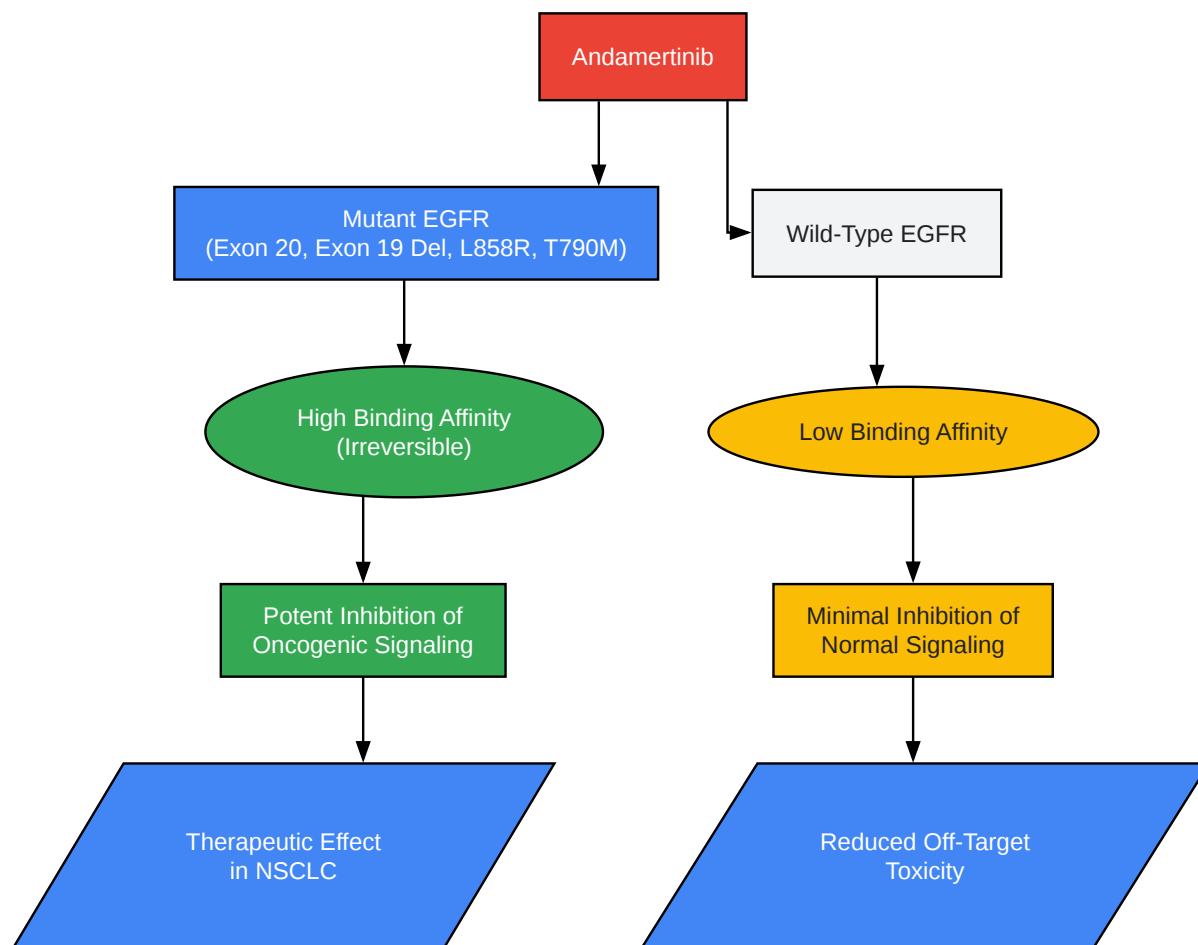 Andamertinib
Mutant EGFR
(Exon 20, Exon 19 Del, L858R, T790M)
Wild-Type EGFR
High Binding Affinity
(Irreversible)
Low Binding Affinity
Potent Inhibition of
Oncogenic Signaling
Minimal Inhibition of
Normal Signaling
Therapeutic Effect
in NSCLC
Reduced Off-Target
Toxicity